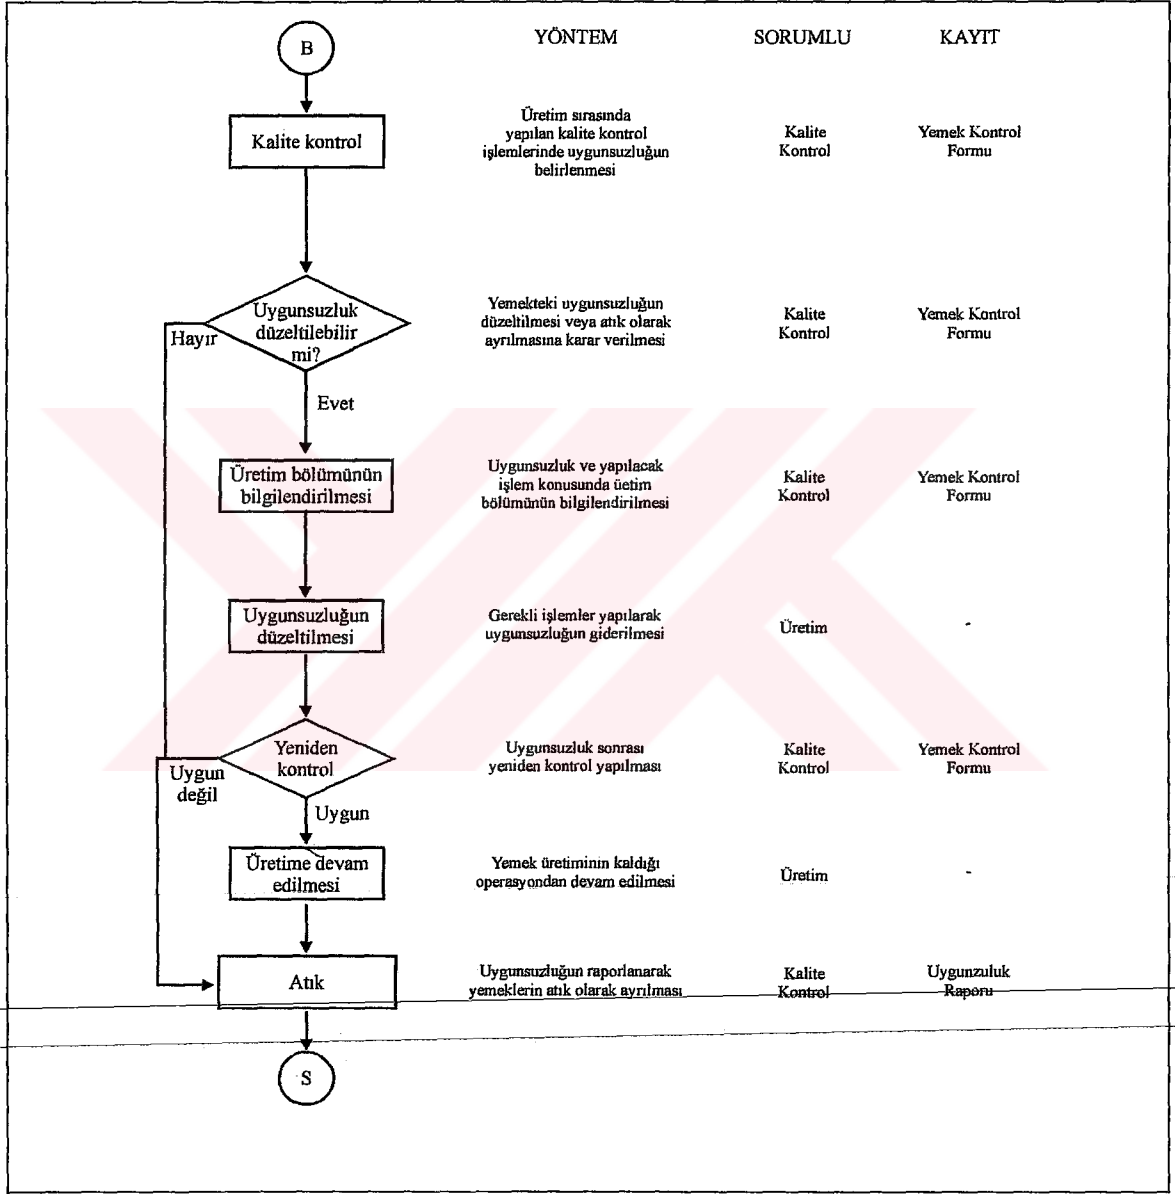 B
YÖNTEM
SORUMLU
KAYIT
Kalite kontrol
Üretim sırasında
yapılan kalite kontrol
işlemlerinde uygunsuzluğun
belirlenmesi
Kalite
Kontrol
Yemek Kontrol
Formu
Uygunsuzluk
düzeltilebilir
mi?
Hayır
Yemekteki uygunsuzluğun
düzeltilmesi veya atık olarak
ayrılmasına karar verilmesi
Kalite
Kontrol
Yemek Kontrol
Formu
Evet
Üretim bölümünün
bilgilendirilmesi
Uygunsuzluk ve yapılacak
işlem konusunda üetim
bölümünün bilgilendirilmesi
Kalite
Kontrol
Yemek Kontrol
Formu
Uygunsuzluğun
düzeltilmesi
Gerekli işlemler yapılarak
uygunsuzluğun giderilmesi
Üretim
-
Yeniden
kontrol
Uygun
değil
Uygunsuzluk sonrası
yeniden kontrol yapılması
Kalite
Kontrol
Yemek Kontrol
Formu
Uygun
Üretime devam
edilmesi
Yemek üretiminin kaldığı
operasyondan devam edilmesi
Üretim
-
Atık
Uygunsuzluğun raporlanarak
yemeklerin atık olarak ayrılması
Kalite
Kontrol
Uygunzuluk
Raporu
S